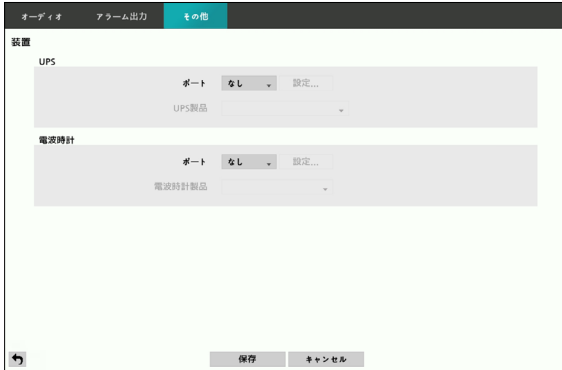 オーディオ アラーム出力 その他
装置
UPS
ポート なし 設定...
UPS製品
電波時計
ポート なし 設定...
電波時計製品
保存 キャンセル